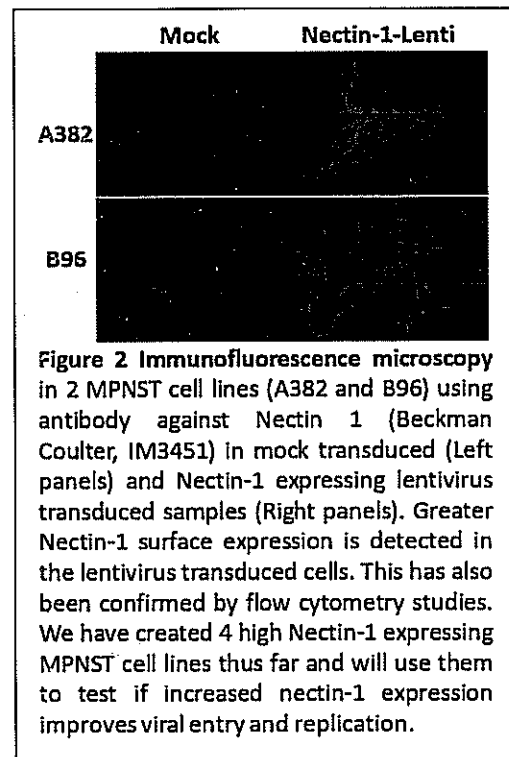 Mock Nectin-1-Lenti
A382
B96
Figure 2 Immunofluorescence microscopy
in 2 MPNST cell lines (A382 and B96) using
antibody against Nectin 1 (Beckman
Coulter, IM3451) in mock transduced (Left
panels) and Nectin-1 expressing lentivirus
transduced samples (Right panels). Greater
Nectin-1 surface expression is detected in
the lentivirus transduced cells. This has also
been confirmed by flow cytometry studies.
We have created 4 high Nectin-1 expressing
MPNST cell lines thus far and will use them
to test if increased nectin-1 expression
improves viral entry and replication.